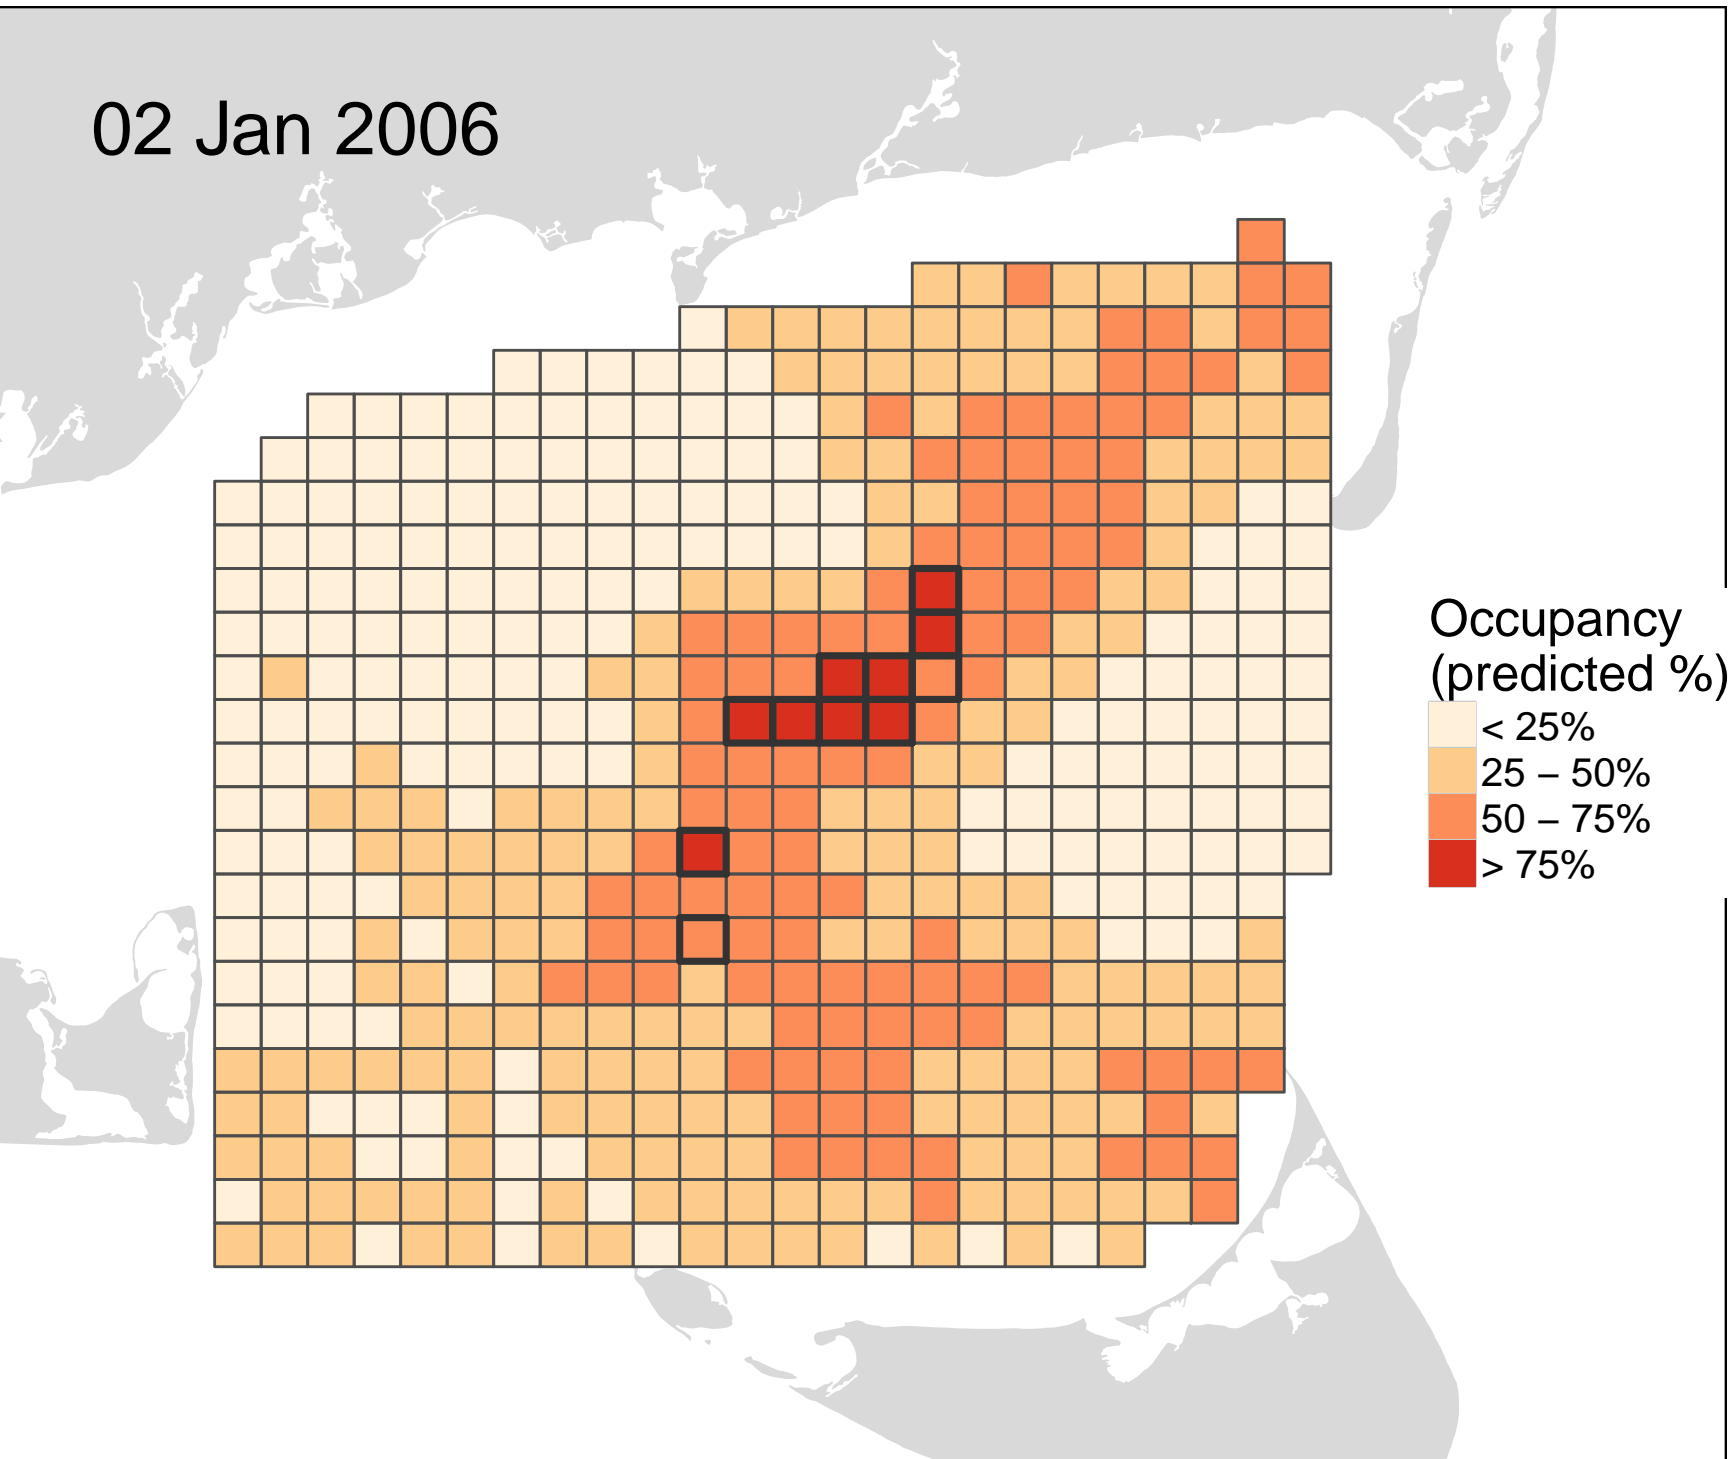 02 Jan 2006
Occupancy
(predicted %)
< 25%
25 – 50%
50 – 75%
> 75%